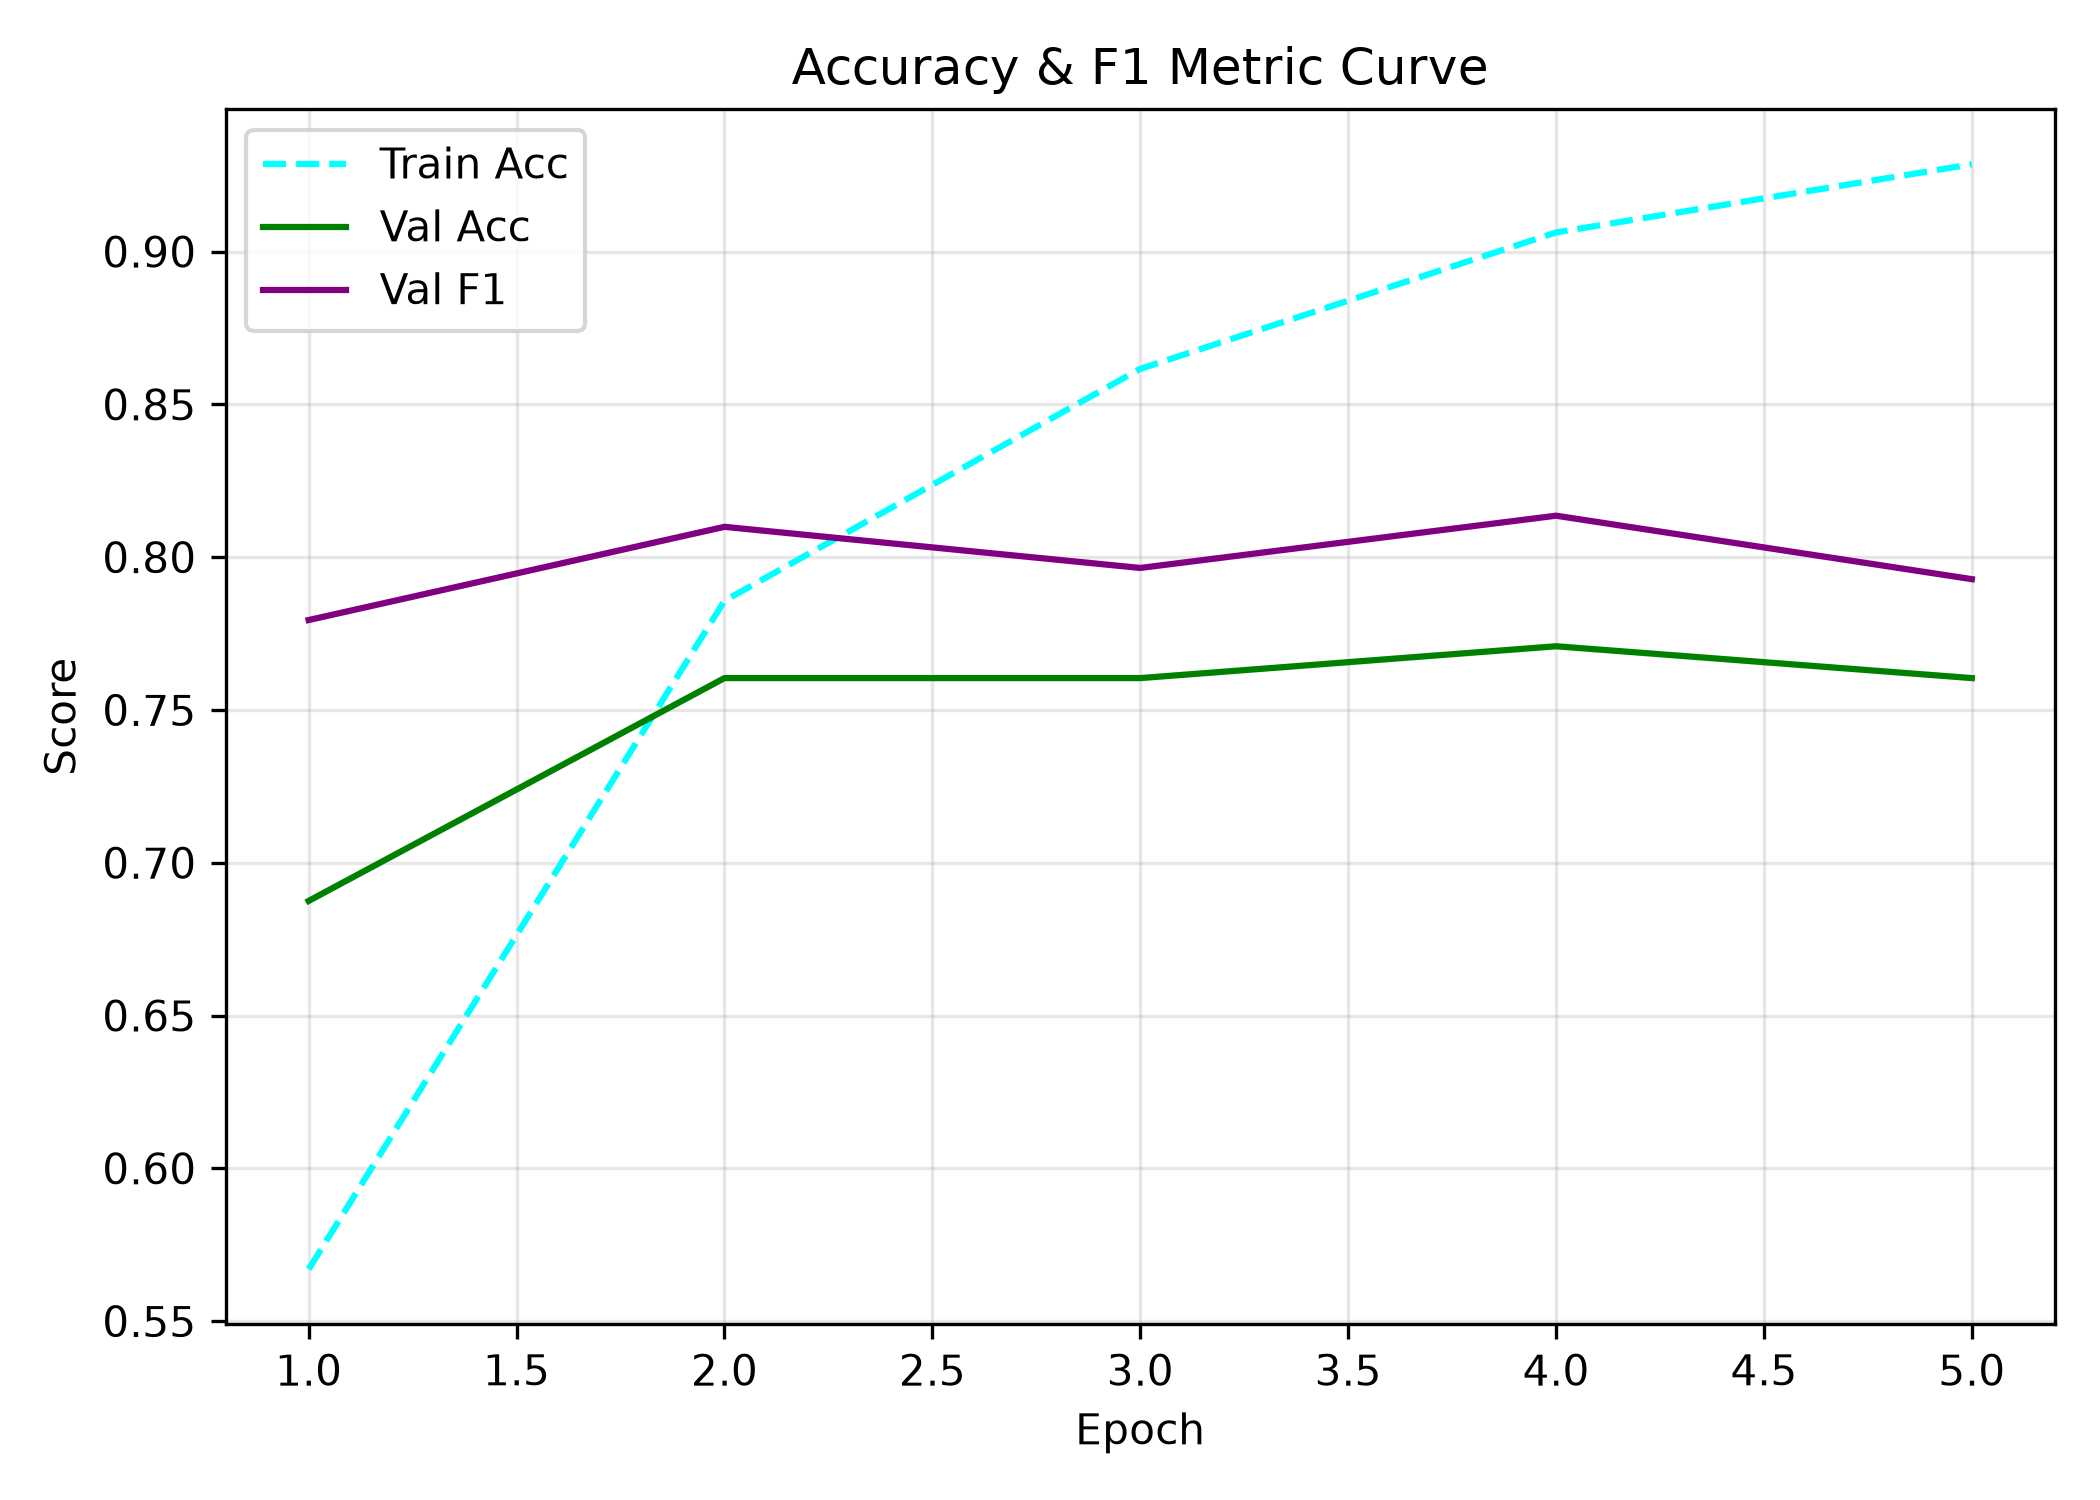 Accuracy & F1 Metric Curve
Train Acc
Val Acc
Val F1
0.90
0.85
0.80
0.75
0.70
0.65
0.60
0.55
Score
1.0 1.5 2.0 2.5 3.0 3.5 4.0 4.5 5.0
Epoch